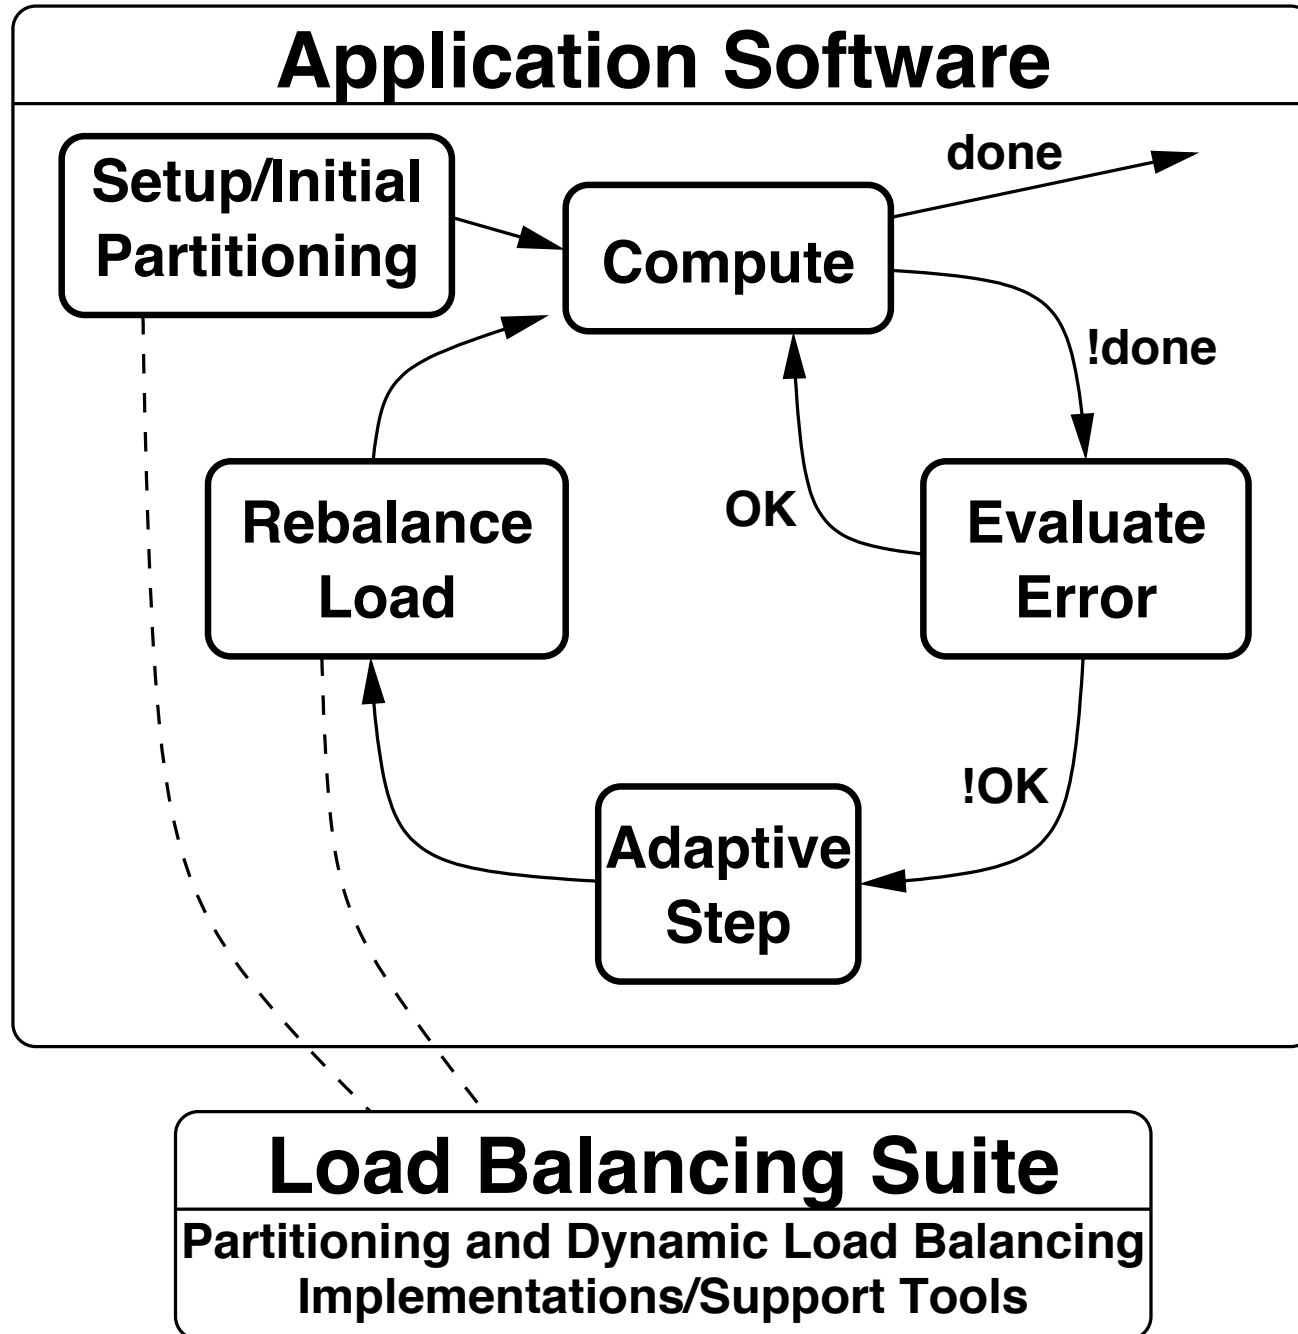 Application Software
Setup/Initial
Partitioning
done
Compute
!done
OK
Rebalance
Load
Evaluate
Error
!OK
Adaptive
Step
Load Balancing Suite
Partitioning and Dynamic Load Balancing
Implementations/Support Tools